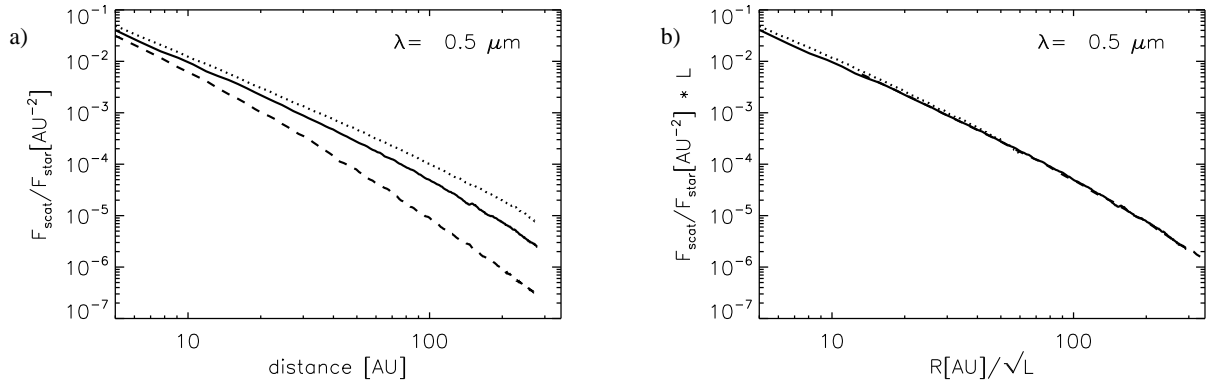 a)
λ= 0.5 μm
F_scat/F_star[AU⁻²]
10⁻¹
10⁻²
10⁻³
10⁻⁴
10⁻⁵
10⁻⁶
10⁻⁷
10 100
distance [AU]
b)
λ= 0.5 μm
F_scat/F_star[AU⁻²] * L
10⁻¹
10⁻²
10⁻³
10⁻⁴
10⁻⁵
10⁻⁶
10⁻⁷
10 100
R[AU]/√L